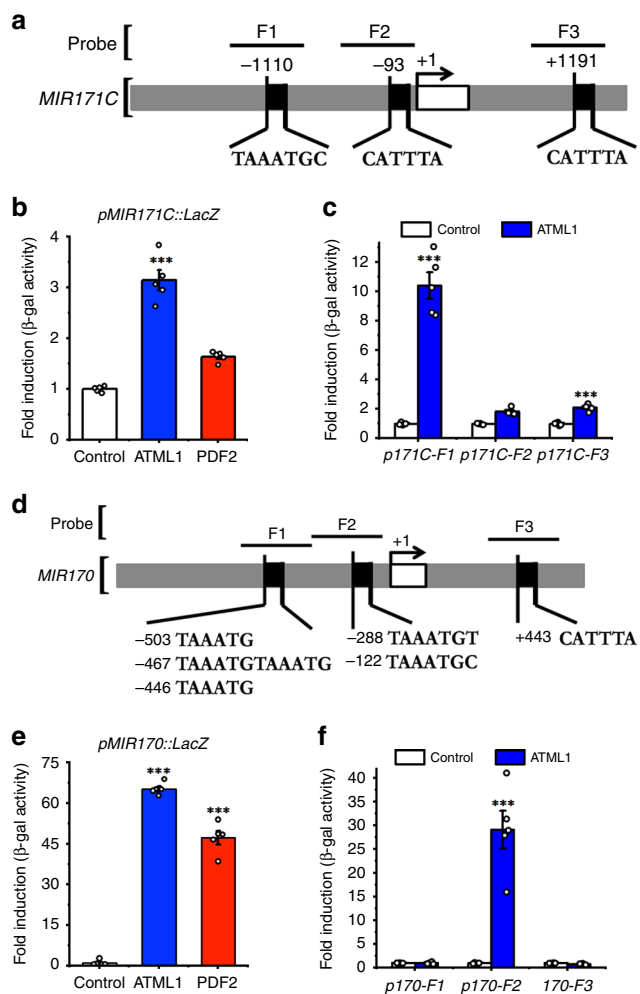 a
F1 F2 F3
Probe [
–1110 –93 +1 +1191
MIR171C [
TAAATGC CATTTA CATTTA
b
pMIR171C::LacZ
Fold induction (β-gal activity)
4
3
2
1
0
***
Control ATML1 PDF2
c
Control ATML1
Fold induction (β-gal activity)
12
10
8
6
4
2
0
*** ***
p171C-F1 p171C-F2 p171C-F3
d
Probe [
F1 F2 F3
+1
MIR170 [
–503 TAAATG
–467 TAAATGTAAATG
–446 TAAATG
–288 TAAATGT
–122 TAAATGC
+443 CATTTA
e
pMIR170::LacZ
Fold induction (β-gal activity)
75
60
45
30
15
0
*** ***
Control ATML1 PDF2
f
Control ATML1
Fold induction (β-gal activity)
40
35
30
25
20
15
10
5
0
***
p170-F1 p170-F2 170-F3